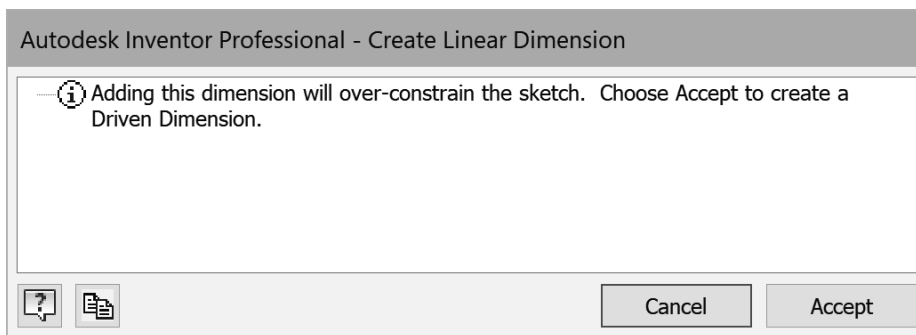 Autodesk Inventor Professional - Create Linear Dimension
Adding this dimension will over-constrain the sketch.  Choose Accept to create a
Driven Dimension.
Cancel
Accept